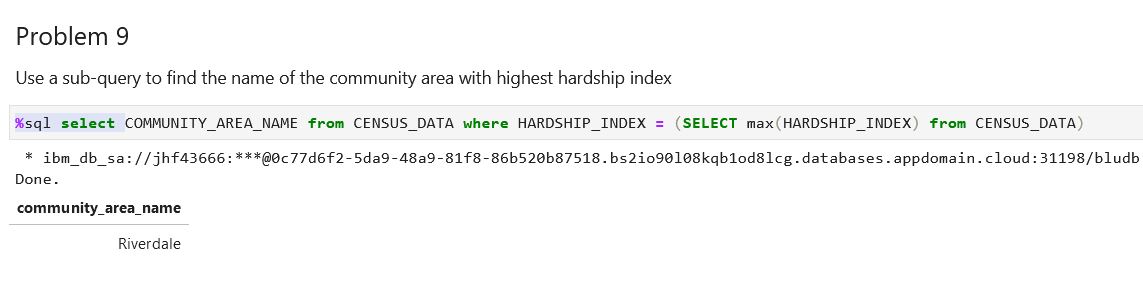 Problem 9
Use a sub-query to find the name of the community area with highest hardship index
%sql select COMMUNITY_AREA_NAME from CENSUS_DATA where HARDSHIP_INDEX = (SELECT max(HARDSHIP_INDEX) from CENSUS_DATA)
* ibm_db_sa://jhf43666:***@0c77d6f2-5da9-48a9-81f8-86b520b87518.bs2io90l08kqb1od8lcg.databases.appdomain.cloud:31198/bludb
Done.
community_area_name
Riverdale